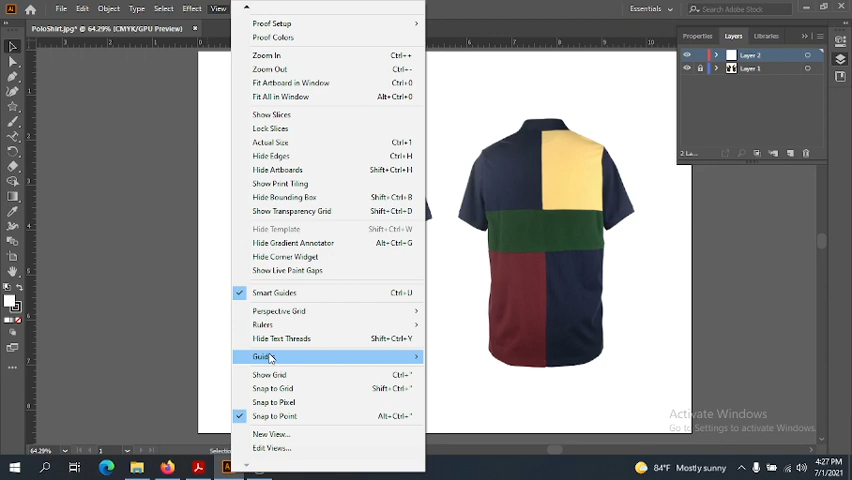 File Edit Object Type Select Effect View
Essentials
Search Adobe Stock
PoloShirt.jpg* @ 64.29% (CMYK/GPU Preview)
Properties Layers Libraries
Layer 2
Layer 1
2 La...
Proof Setup
Proof Colors
Zoom In Ctrl++
Zoom Out Ctrl+-
Fit Artboard in Window Ctrl+0
Fit All in Window Alt+Ctrl+0
Show Slices
Lock Slices
Actual Size Ctrl+1
Hide Edges Ctrl+H
Hide Artboards Shift+Ctrl+H
Show Print Tiling
Hide Bounding Box Shift+Ctrl+B
Show Transparency Grid Shift+Ctrl+D
Hide Template Shift+Ctrl+W
Hide Gradient Annotator Alt+Ctrl+G
Hide Corner Widget
Show Live Paint Gaps
Smart Guides Ctrl+U
Perspective Grid
Rulers
Hide Text Threads Shift+Ctrl+Y
Show Grid Ctrl+"
Snap to Grid Shift+Ctrl+"
Snap to Pixel
Snap to Point Alt+Ctrl+"
New View...
Edit Views...
Activate Windows
Go to Settings to activate Windows.
64.29% 1
84°F Mostly sunny
4:27 PM
7/1/2021